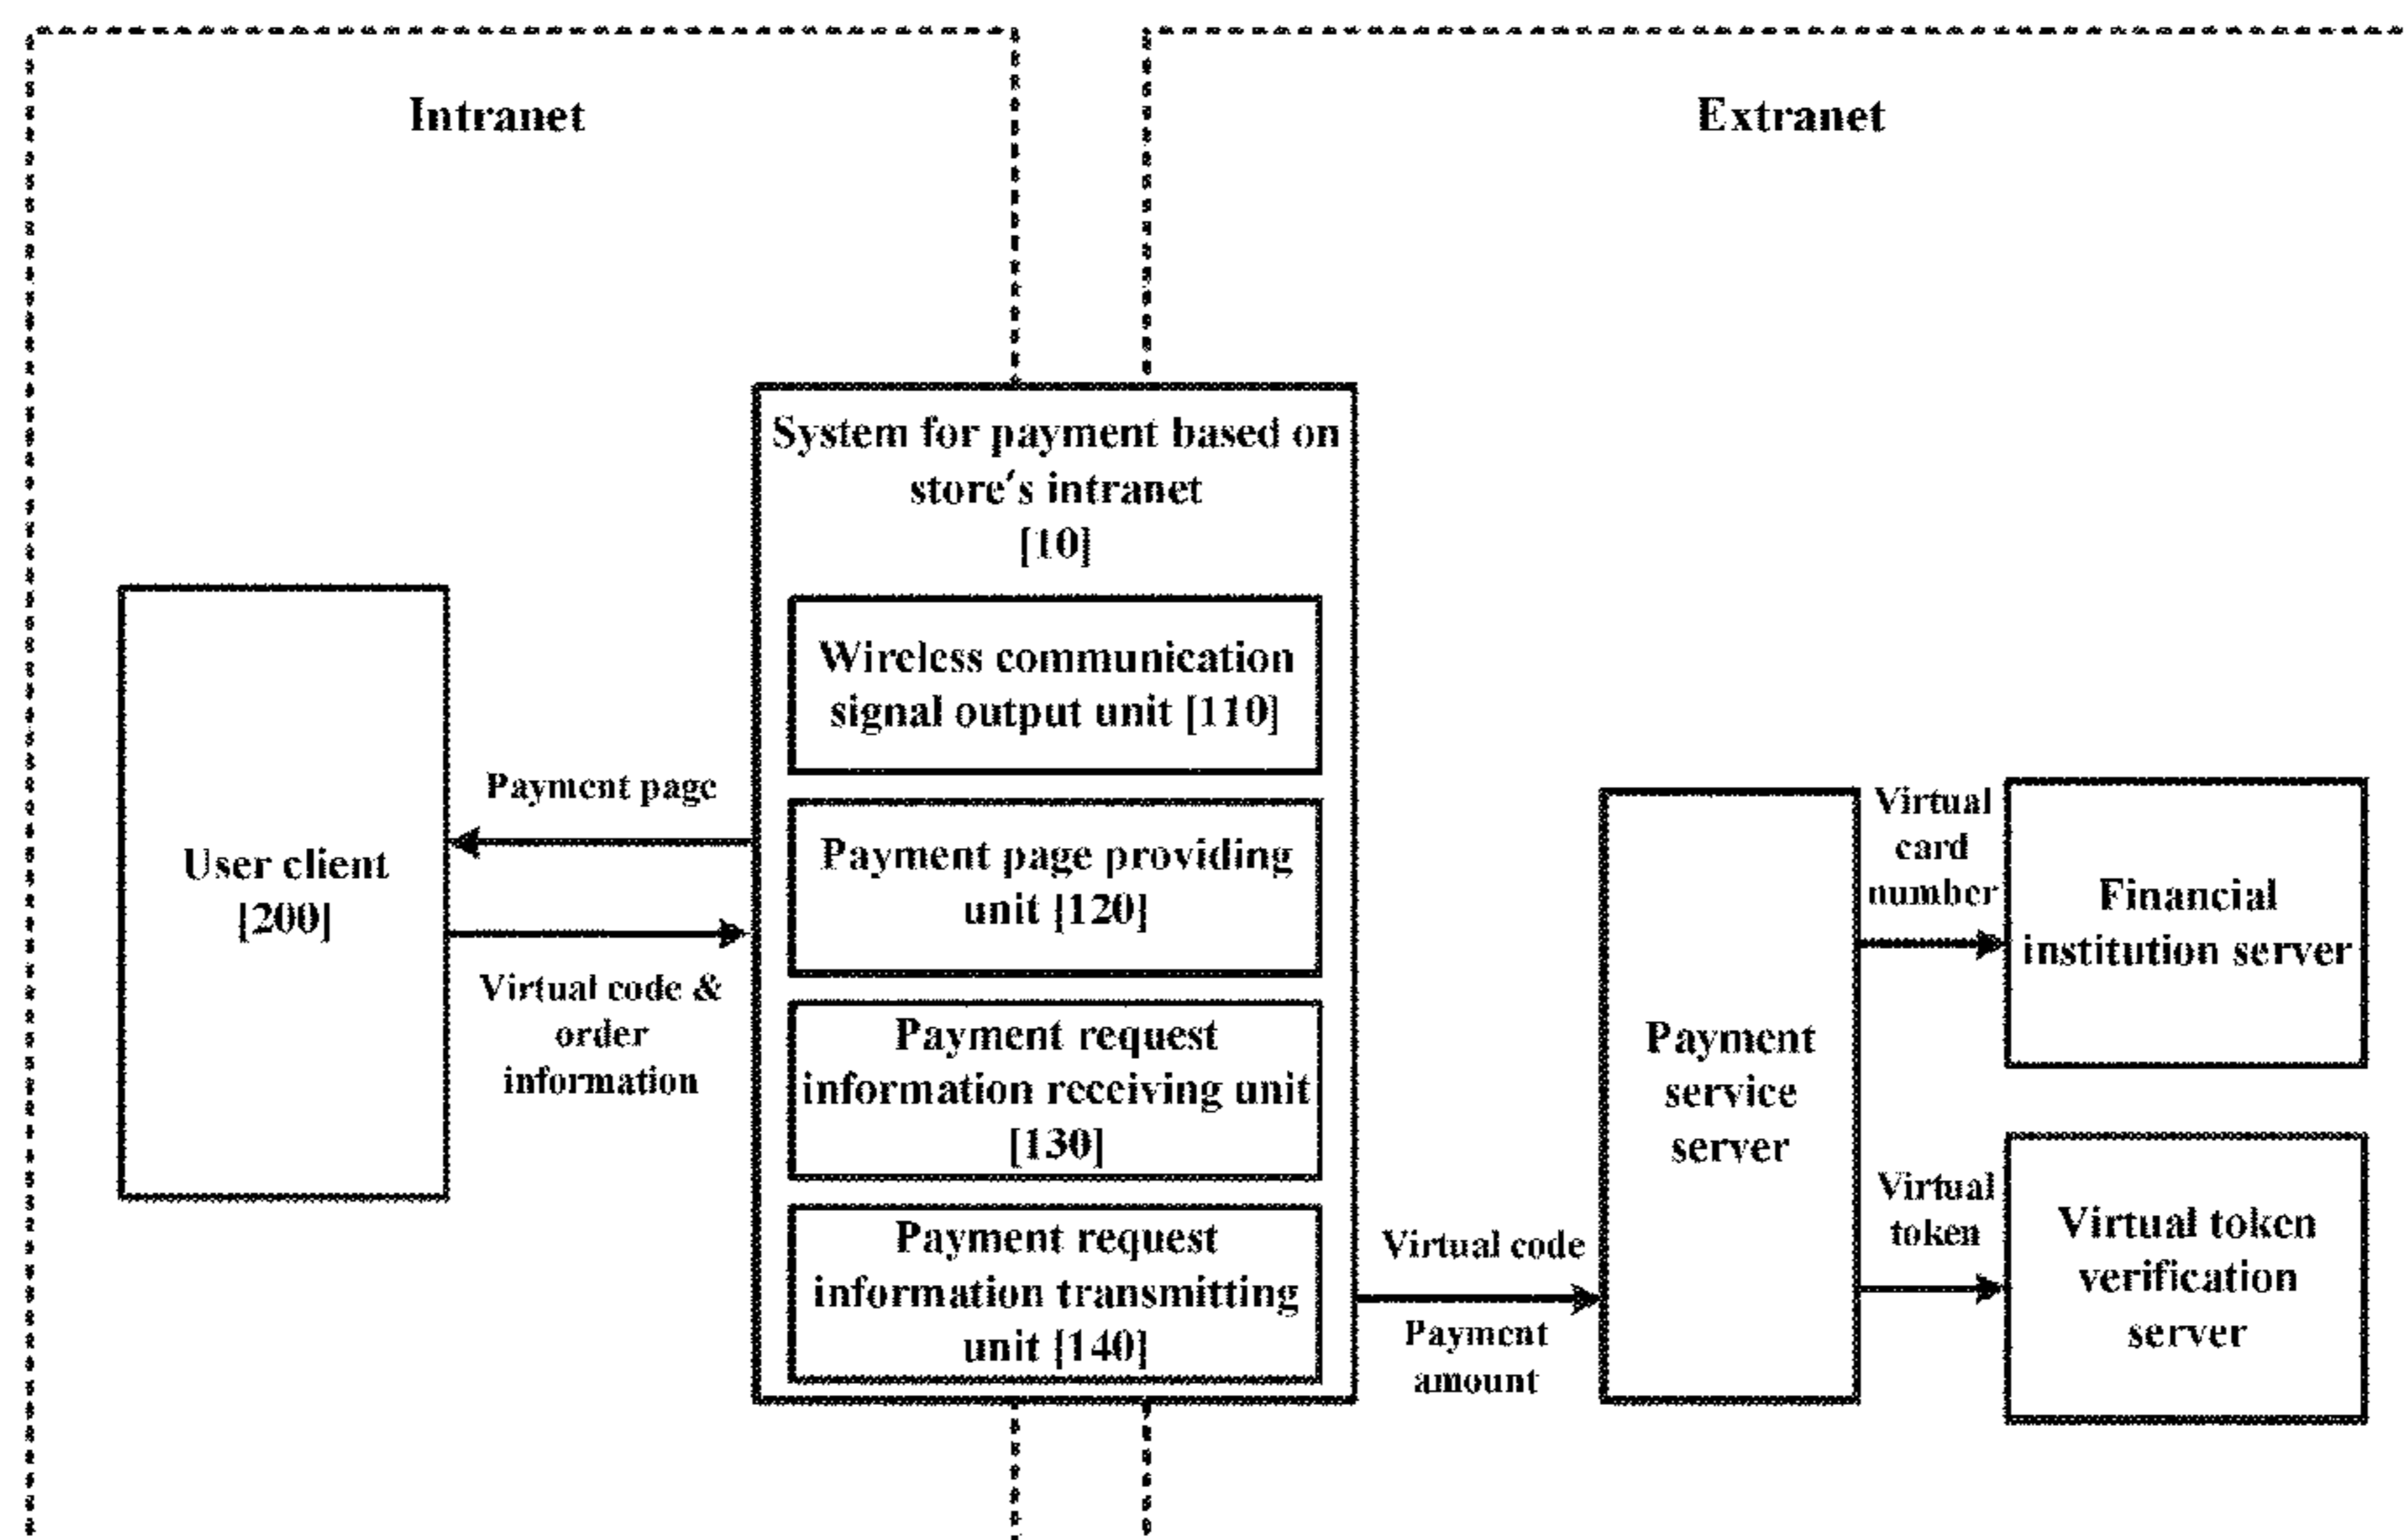 Intranet
Extranet
System for payment based on
store's intranet
[10]
Wireless communication
signal output unit [110]
Payment page providing
unit [120]
Payment request
information receiving unit
[130]
Payment request
information transmitting
unit [140]
User client
[200]
Payment page
Virtual code &
order
information
Virtual code
Payment
amount
Payment
service
server
Virtual
card
number
Financial
institution server
Virtual
token
Virtual token
verification
server